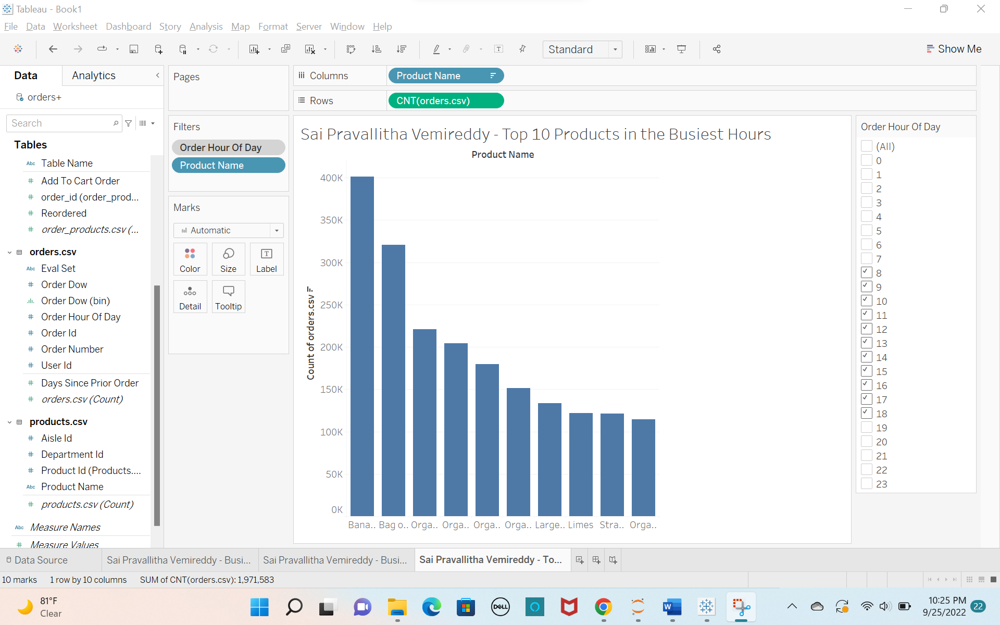 Tableau - Book1
File Data Worksheet Dashboard Story Analysis Map Format Server Window Help
Standard
Show Me
Data
Analytics
orders+
Search
Tables
Abc Table Name
# Add To Cart Order
# order_id (order_prod...
# Reordered
# order_products.csv (...
orders.csv
Abc Eval Set
# Order Dow
Order Dow (bin)
# Order Hour Of Day
# Order Id
# Order Number
# User Id
# Days Since Prior Order
# orders.csv (Count)
products.csv
# Aisle Id
# Department Id
# Product Id (Products....
Abc Product Name
# products.csv (Count)
Abc Measure Names
# Measure Values
Pages
Filters
Order Hour Of Day
Product Name
Marks
Automatic
Color Size Label
Detail Tooltip
Columns Product Name
Rows CNT(orders.csv)
Sai Pravallitha Vemireddy - Top 10 Products in the Busiest Hours
Product Name
Count of orders.csv
400K
350K
300K
250K
200K
150K
100K
50K
0K
Bana.. Bag o.. Orga.. Orga.. Orga.. Orga.. Large.. Limes Stra.. Orga..
Order Hour Of Day
(All)
0
1
2
3
4
5
6
7
8
9
10
11
12
13
14
15
16
17
18
19
20
21
22
23
Data Source
Sai Pravallitha Vemireddy - Busi...
Sai Pravallitha Vemireddy - Busi...
Sai Pravallitha Vemireddy - To...
10 marks 1 row by 10 columns SUM of CNT(orders.csv): 1,971,583
81°F
Clear
DELL
W
10:25 PM
9/25/2022
22